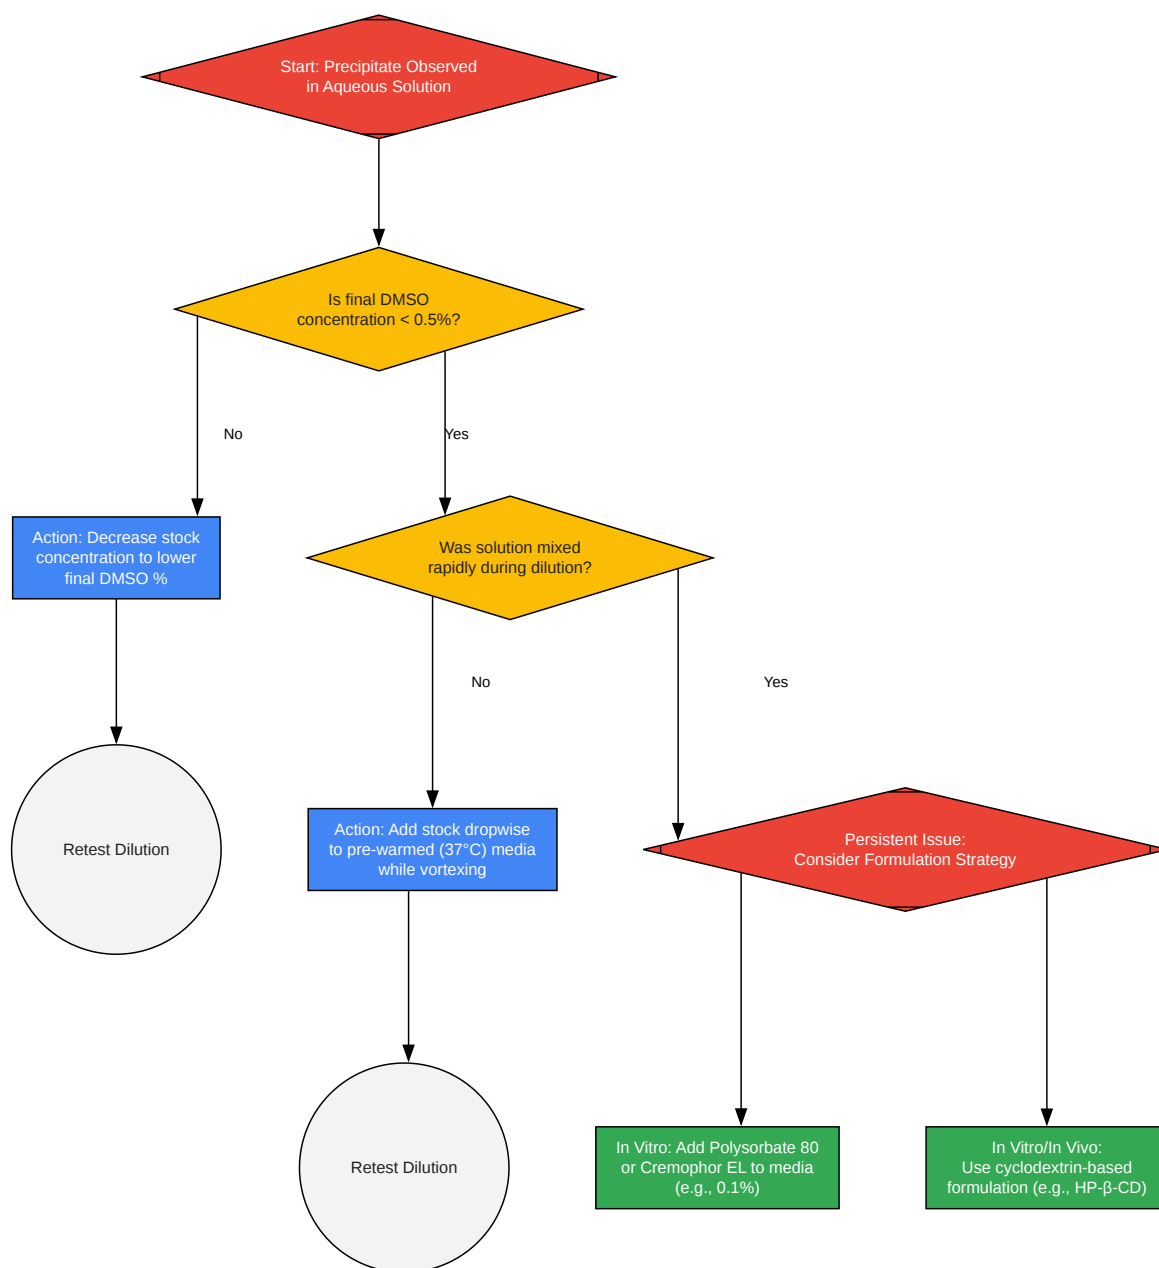 Start: Precipitate Observed
in Aqueous Solution
Is final DMSO
concentration < 0.5%?
No
Yes
Action: Decrease stock
concentration to lower
final DMSO %
Was solution mixed
rapidly during dilution?
No
Yes
Retest Dilution
Action: Add stock dropwise
to pre-warmed (37°C) media
while vortexing
Persistent Issue:
Consider Formulation Strategy
Retest Dilution
In Vitro: Add Polysorbate 80
or Cremophor EL to media
(e.g., 0.1%)
In Vitro/In Vivo:
Use cyclodextrin-based
formulation (e.g., HP-β-CD)